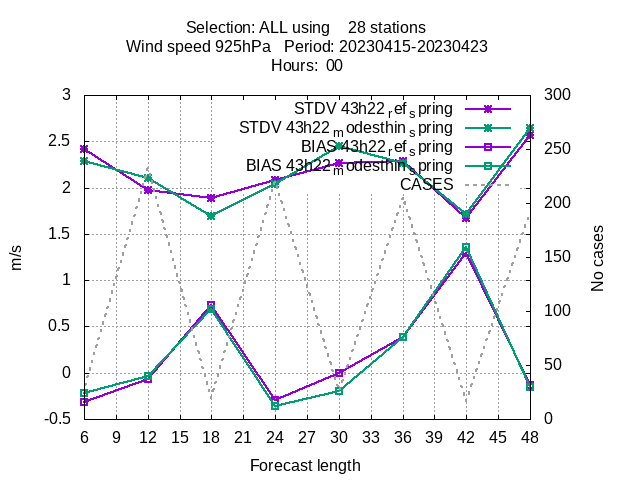 Selection: ALL using 28 stations
Wind speed 925hPa Period: 20230415-20230423
Hours: 00
STDV 43h22_ref_spring
STDV 43h22_modesthin_spring
BIAS 43h22_ref_spring
BIAS 43h22_modesthin_spring
CASES
3
2.5
2
1.5
1
0.5
0
-0.5
m/s
300
250
200
150
100
50
0
No cases
6 9 12 15 18 21 24 27 30 33 36 39 42 45 48
Forecast length